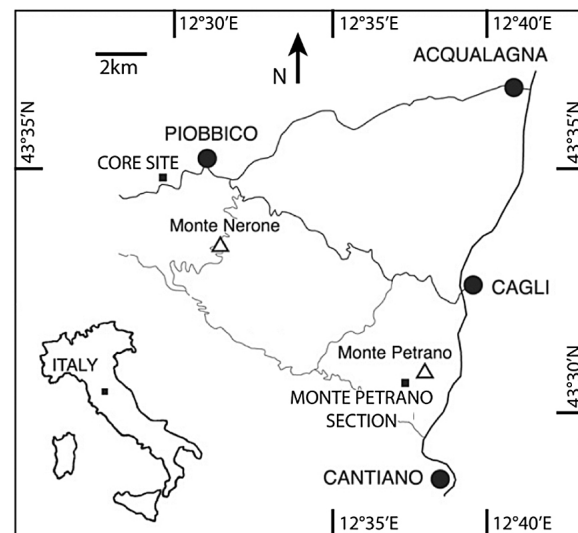 12°30′E
12°35′E
12°40′E
2km
N
ACQUALAGNA
43°35′N
43°35′N
PIOBBICO
CORE SITE
Monte Nerone
CAGLI
Monte Petrano
ITALY
MONTE PETRANO
SECTION
43°30′N
CANTIANO
12°35′E
12°40′E